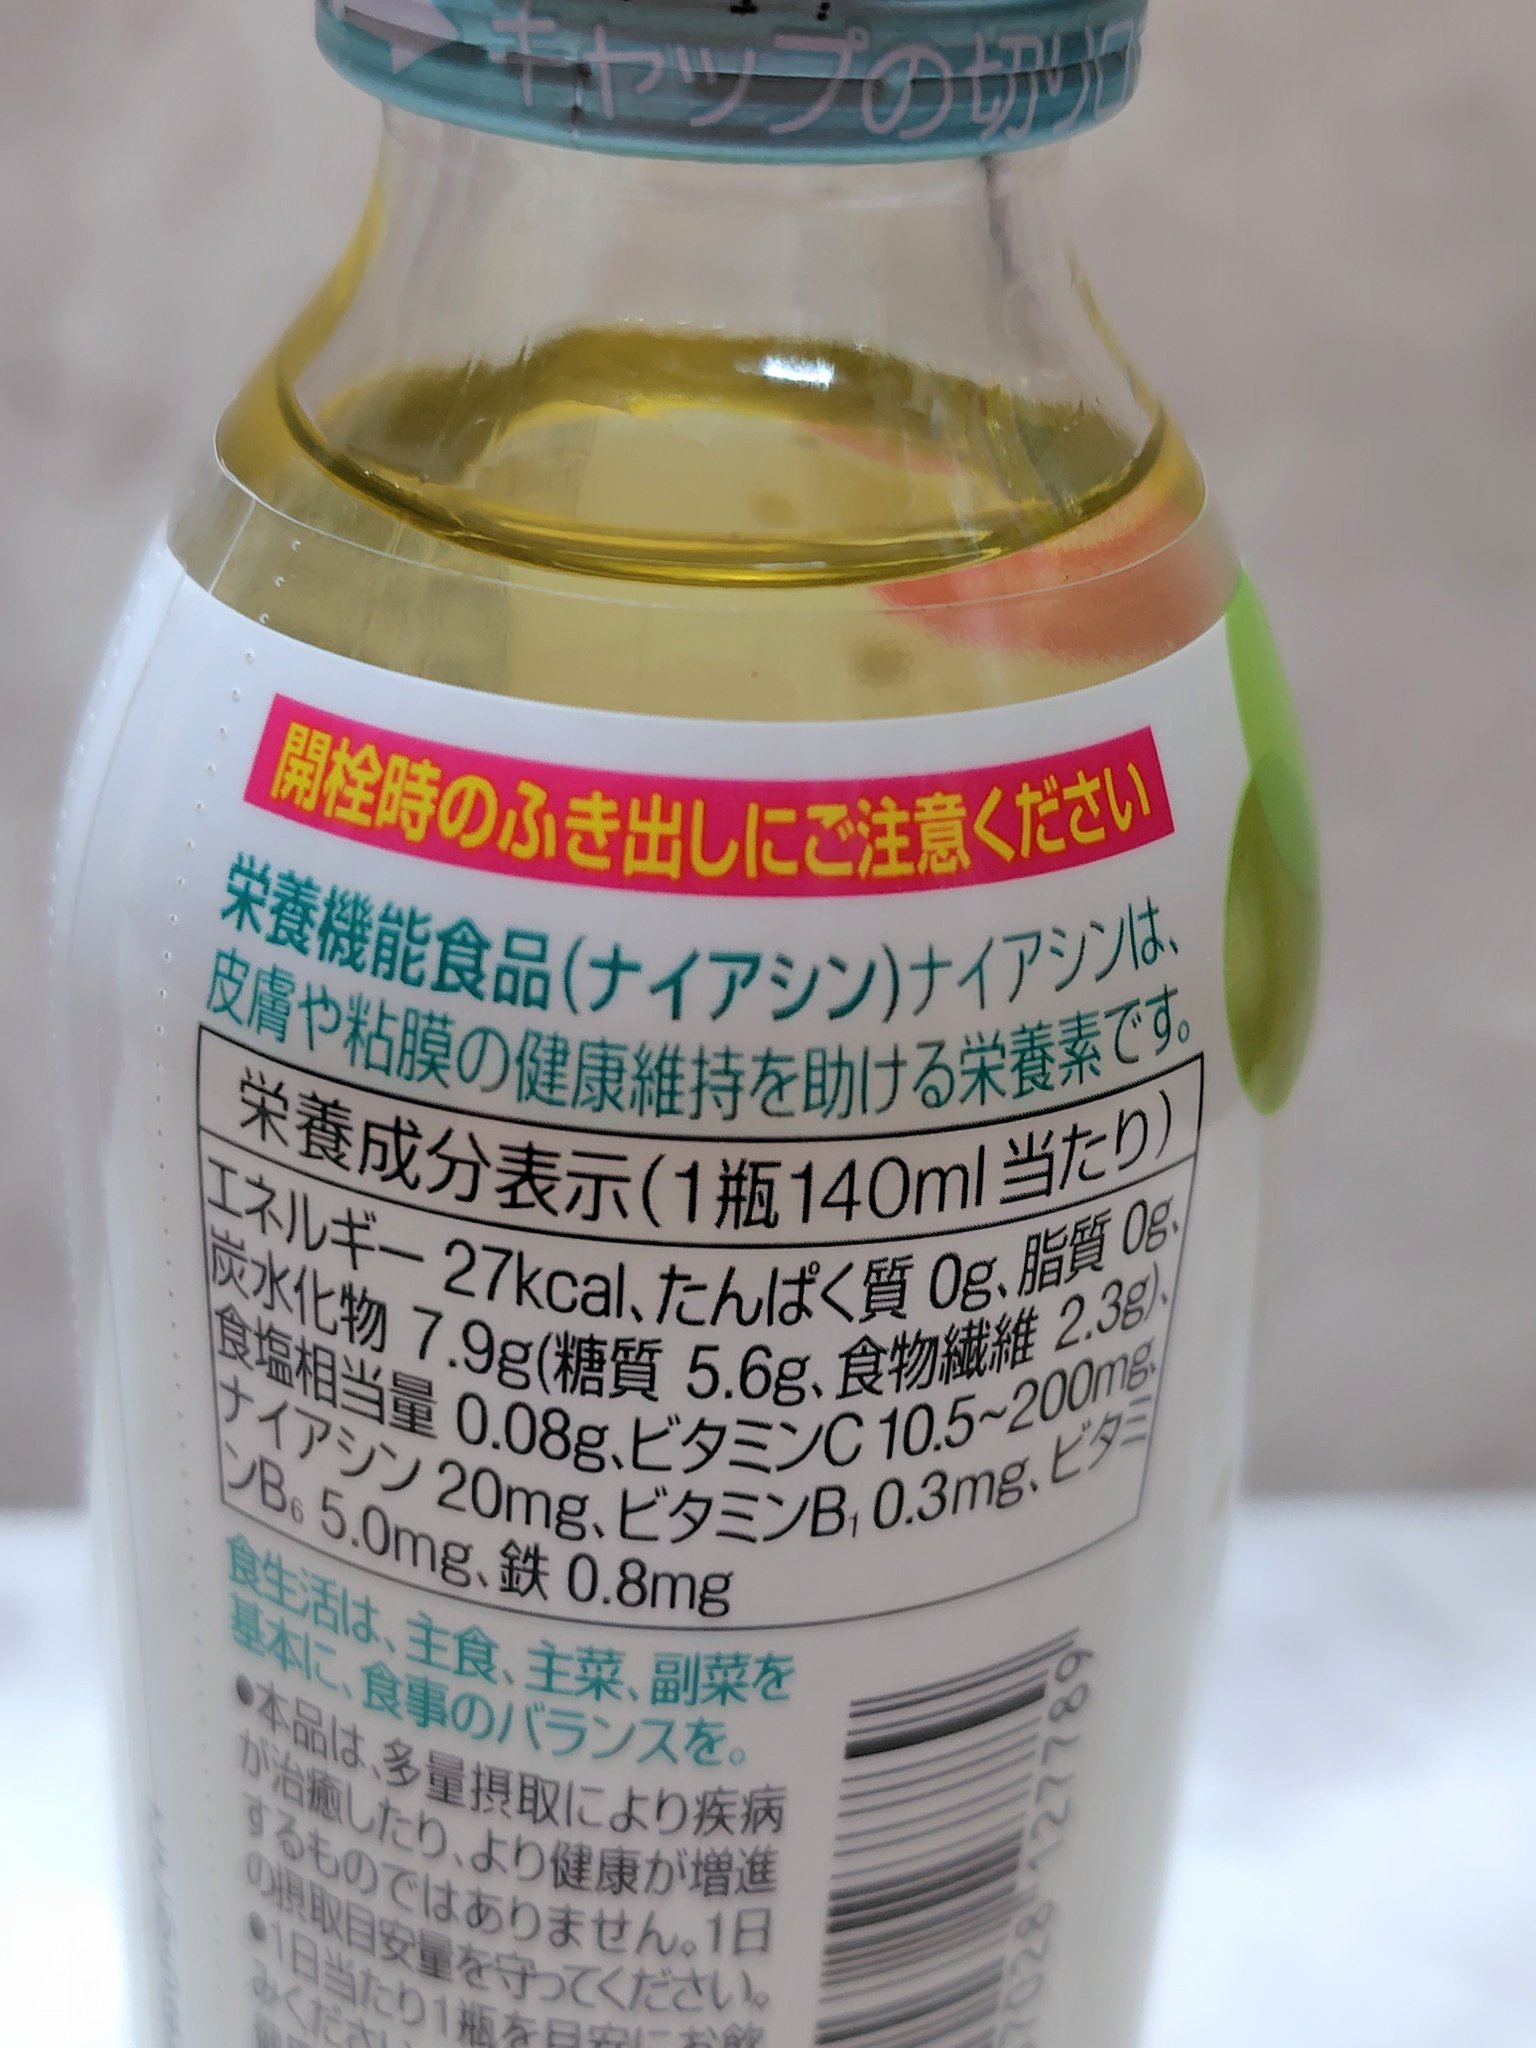 キャップの切り口
開栓時のふき出しにご注意ください
栄養機能食品(ナイアシン)ナイアシンは、
皮膚や粘膜の健康維持を助ける栄養素です。
栄養成分表示(1瓶140ml当たり)
エネルギー 27kcal、たんぱく質 0g、脂質 0g、
炭水化物 7.9g(糖質 5.6g、食物繊維 2.3g)、
食塩相当量 0.08g、ビタミンC 10.5~200mg、
ナイアシン 20mg、ビタミンB₁ 0.3mg、ビタミ
ンB₆ 5.0mg、鉄 0.8mg
食生活は、主食、主菜、副菜を
基本に、食事のバランスを。
●本品は、多量摂取により疾病
が治癒したり、より健康が増進
するものではありません。1日
の摂取目安量を守ってください。
●1日当たり1瓶を目安にお飲
みください。
7028 127789